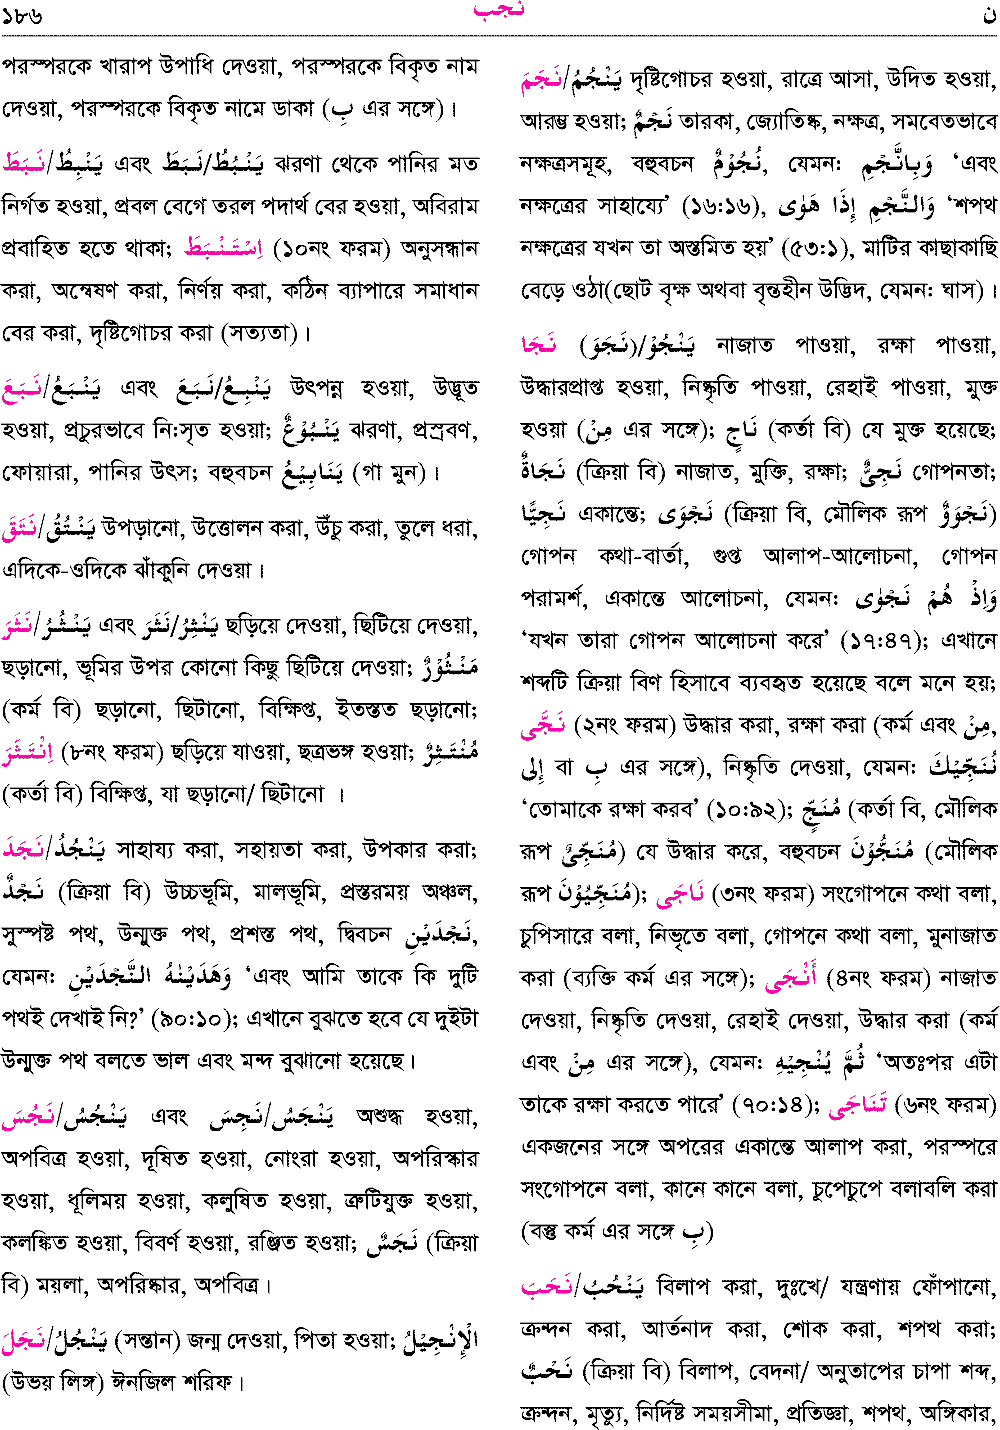 ১৮৬ نَحَبَ ن
পরস্পরকে খারাপ উপাধি দেওয়া, পরস্পরকে বিকৃত নাম
দেওয়া, পরস্পরকে বিকৃত নামে ডাকা (بِ এর সঙ্গে)।
نَبَطَ/يَنْبِطُ এবং نَبَطَ/يَنْبُطُ ঝরণা থেকে পানির মত
নির্গত হওয়া, প্রবল বেগে তরল পদার্থ বের হওয়া, অবিরাম
প্রবাহিত হতে থাকা; اِسْتَنْبَطَ (১০নং ফরম) অনুসন্ধান
করা, অম্বেষণ করা, নির্ণয় করা, কঠিন ব্যাপারে সমাধান
বের করা, দৃষ্টিগোচর করা (সত্যতা)।
نَبَعَ/يَنْبَعُ এবং نَبَعَ/يَنْبِعُ উৎপন্ন হওয়া, উদ্ভূত
হওয়া, প্রচুরভাবে নিঃসৃত হওয়া; يَنْبُوْعٌ ঝরণা, প্রস্রবণ,
ফোয়ারা, পানির উৎস; বহুবচন يَنَابِيْعُ (গা মুন)।
نَتَقَ/يَنْتُقُ উপড়ানো, উত্তোলন করা, উঁচু করা, তুলে ধরা,
এদিকে-ওদিকে ঝাঁকুনি দেওয়া।
نَثَرَ/يَنْثُرُ এবং نَثَرَ/يَنْثِرُ ছড়িয়ে দেওয়া, ছিটিয়ে দেওয়া,
ছড়ানো, ভূমির উপর কোনো কিছু ছিটিয়ে দেওয়া; مَنْثُوْرٌ
(কর্ম বি) ছড়ানো, ছিটানো, বিক্ষিপ্ত, ইতস্তত ছড়ানো;
اِنْتَثَرَ (৮নং ফরম) ছড়িয়ে যাওয়া, ছত্রভঙ্গ হওয়া; مُنْتَثِرٌ
(কর্তা বি) বিক্ষিপ্ত, যা ছড়ানো/ ছিটানো ।
نَجَدَ/يَنْجُدُ সাহায্য করা, সহায়তা করা, উপকার করা;
نَجْدٌ (ক্রিয়া বি) উচ্চভূমি, মালভূমি, প্রস্তরময় অঞ্চল,
সুস্পষ্ট পথ, উন্মুক্ত পথ, প্রশস্ত পথ, দ্বিবচন نَجْدَيْنِ,
যেমন: وَهَدَيْنٰهُ النَّجْدَيْنِ ‘এবং আমি তাকে কি দুটি
পথই দেখাই নি?’ (৯০:১০); এখানে বুঝতে হবে যে দুইটা
উন্মুক্ত পথ বলতে ভাল এবং মন্দ বুঝানো হয়েছে।
نَجُسَ/يَنْجُسُ এবং نَجِسَ/يَنْجَسُ অশুদ্ধ হওয়া,
অপবিত্র হওয়া, দূষিত হওয়া, নোংরা হওয়া, অপরিস্কার
হওয়া, ধূলিময় হওয়া, কলুষিত হওয়া, ত্রুটিযুক্ত হওয়া,
কলঙ্কিত হওয়া, বিবর্ণ হওয়া, রঞ্জিত হওয়া; نَجَسٌ (ক্রিয়া
বি) ময়লা, অপরিষ্কার, অপবিত্র।
نَجَلَ/يَنْجُلُ (সন্তান) জন্ম দেওয়া, পিতা হওয়া; الْاِنْجِيْلُ
(উভয় লিঙ্গ) ঈনজিল শরিফ।
نَجَمَ/يَنْجُمُ দৃষ্টিগোচর হওয়া, রাত্রে আসা, উদিত হওয়া,
আরম্ভ হওয়া; نَجْمٌ তারকা, জ্যোতিষ্ক, নক্ষত্র, সমবেতভাবে
নক্ষত্রসমূহ, বহুবচন نُجُوْمٌ, যেমন: وَبِالنَّجْمِ ‘এবং
নক্ষত্রের সাহায্যে’ (১৬:১৬), وَالنَّجْمِ إِذَا هَوٰى ‘শপথ
নক্ষত্রের যখন তা অস্তমিত হয়’ (৫৩:১), মাটির কাছাকাছি
বেড়ে ওঠা(ছোট বৃক্ষ অথবা বৃন্তহীন উদ্ভিদ, যেমন: ঘাস)।
نَجَا (نَجَوَ)/يَنْجُوْ নাজাত পাওয়া, রক্ষা পাওয়া,
উদ্ধারপ্রাপ্ত হওয়া, নিষ্কৃতি পাওয়া, রেহাই পাওয়া, মুক্ত
হওয়া (مِنْ এর সঙ্গে); نَاجٍ (কর্তা বি) যে মুক্ত হয়েছে;
نَجَاةٌ (ক্রিয়া বি) নাজাত, মুক্তি, রক্ষা; نَجِيٌّ গোপনতা;
نَجِيًّا একান্তে; نَجْوَى (ক্রিয়া বি, মৌলিক রূপ نَجْوَوٌ)
গোপন কথা-বার্তা, গুপ্ত আলাপ-আলোচনা, গোপন
পরামর্শ, একান্তে আলোচনা, যেমন: وَاِذْ هُمْ نَجْوٰى
‘যখন তারা গোপন আলোচনা করে’ (১৭:৪৭); এখানে
শব্দটি ক্রিয়া বিণ হিসাবে ব্যবহৃত হয়েছে বলে মনে হয়;
نَجَّى (২নং ফরম) উদ্ধার করা, রক্ষা করা (কর্ম এবং مِنْ,
إِلى বা بِ এর সঙ্গে), নিষ্কৃতি দেওয়া, যেমন: نُنَجِّيْكَ
‘তোমাকে রক্ষা করব’ (১০:৯২); مُنَجٍّ (কর্তা বি, মৌলিক
রূপ مُنَجِّىٌ) যে উদ্ধার করে, বহুবচন مُنَجُّوْنَ (মৌলিক
রূপ مُنَجِّيُوْنَ); نَاجَى (৩নং ফরম) সংগোপনে কথা বলা,
চুপিসারে বলা, নিভৃতে বলা, গোপনে কথা বলা, মুনাজাত
করা (ব্যক্তি কর্ম এর সঙ্গে); أَنْجَى (৪নং ফরম) নাজাত
দেওয়া, নিষ্কৃতি দেওয়া, রেহাই দেওয়া, উদ্ধার করা (কর্ম
এবং مِنْ এর সঙ্গে), যেমন: ثُمَّ يُنْجِيْهِ ‘অতঃপর এটা
তাকে রক্ষা করতে পারে’ (৭০:১৪); تَنَاجَى (৬নং ফরম)
একজনের সঙ্গে অপরের একান্তে আলাপ করা, পরস্পরে
সংগোপনে বলা, কানে কানে বলা, চুপেচুপে বলাবলি করা
(বস্তু কর্ম এর সঙ্গে بِ)
نَحَبَ/يَنْحُبُ বিলাপ করা, দুঃখে/ যন্ত্রণায় ফোঁপানো,
ক্রন্দন করা, আর্তনাদ করা, শোক করা, শপথ করা;
نَحْبٌ (ক্রিয়া বি) বিলাপ, বেদনা/ অনুতাপের চাপা শব্দ,
ক্রন্দন, মৃত্যু, নির্দিষ্ট সময়সীমা, প্রতিজ্ঞা, শপথ, অঙ্গিকার,